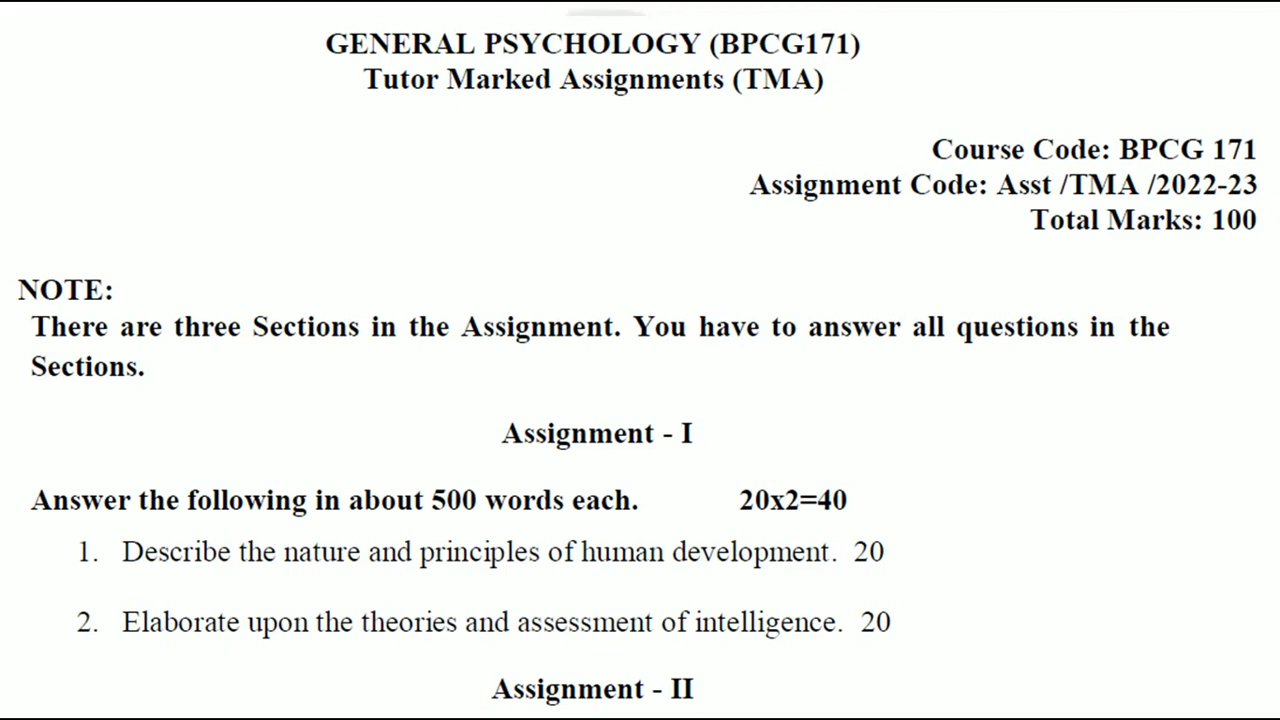 GENERAL PSYCHOLOGY (BPCG171)
Tutor Marked Assignments (TMA)
Course Code: BPCG 171
Assignment Code: Asst /TMA /2022-23
Total Marks: 100
NOTE:
There are three Sections in the Assignment. You have to answer all questions in the
Sections.
Assignment - I
Answer the following in about 500 words each. 20x2=40
1. Describe the nature and principles of human development. 20
2. Elaborate upon the theories and assessment of intelligence. 20
Assignment - II